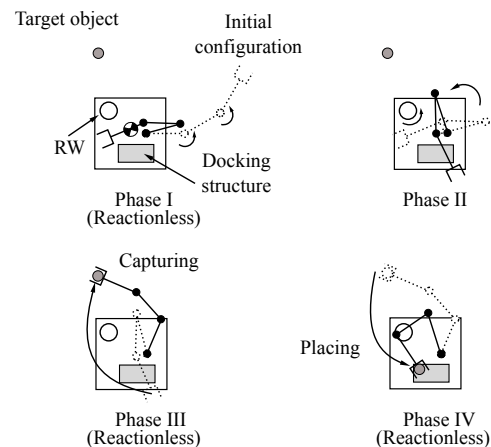 Target object
Initial
configuration
RW
Docking
structure
Phase I
(Reactionless)
Phase II
Capturing
Phase III
(Reactionless)
Placing
Phase IV
(Reactionless)